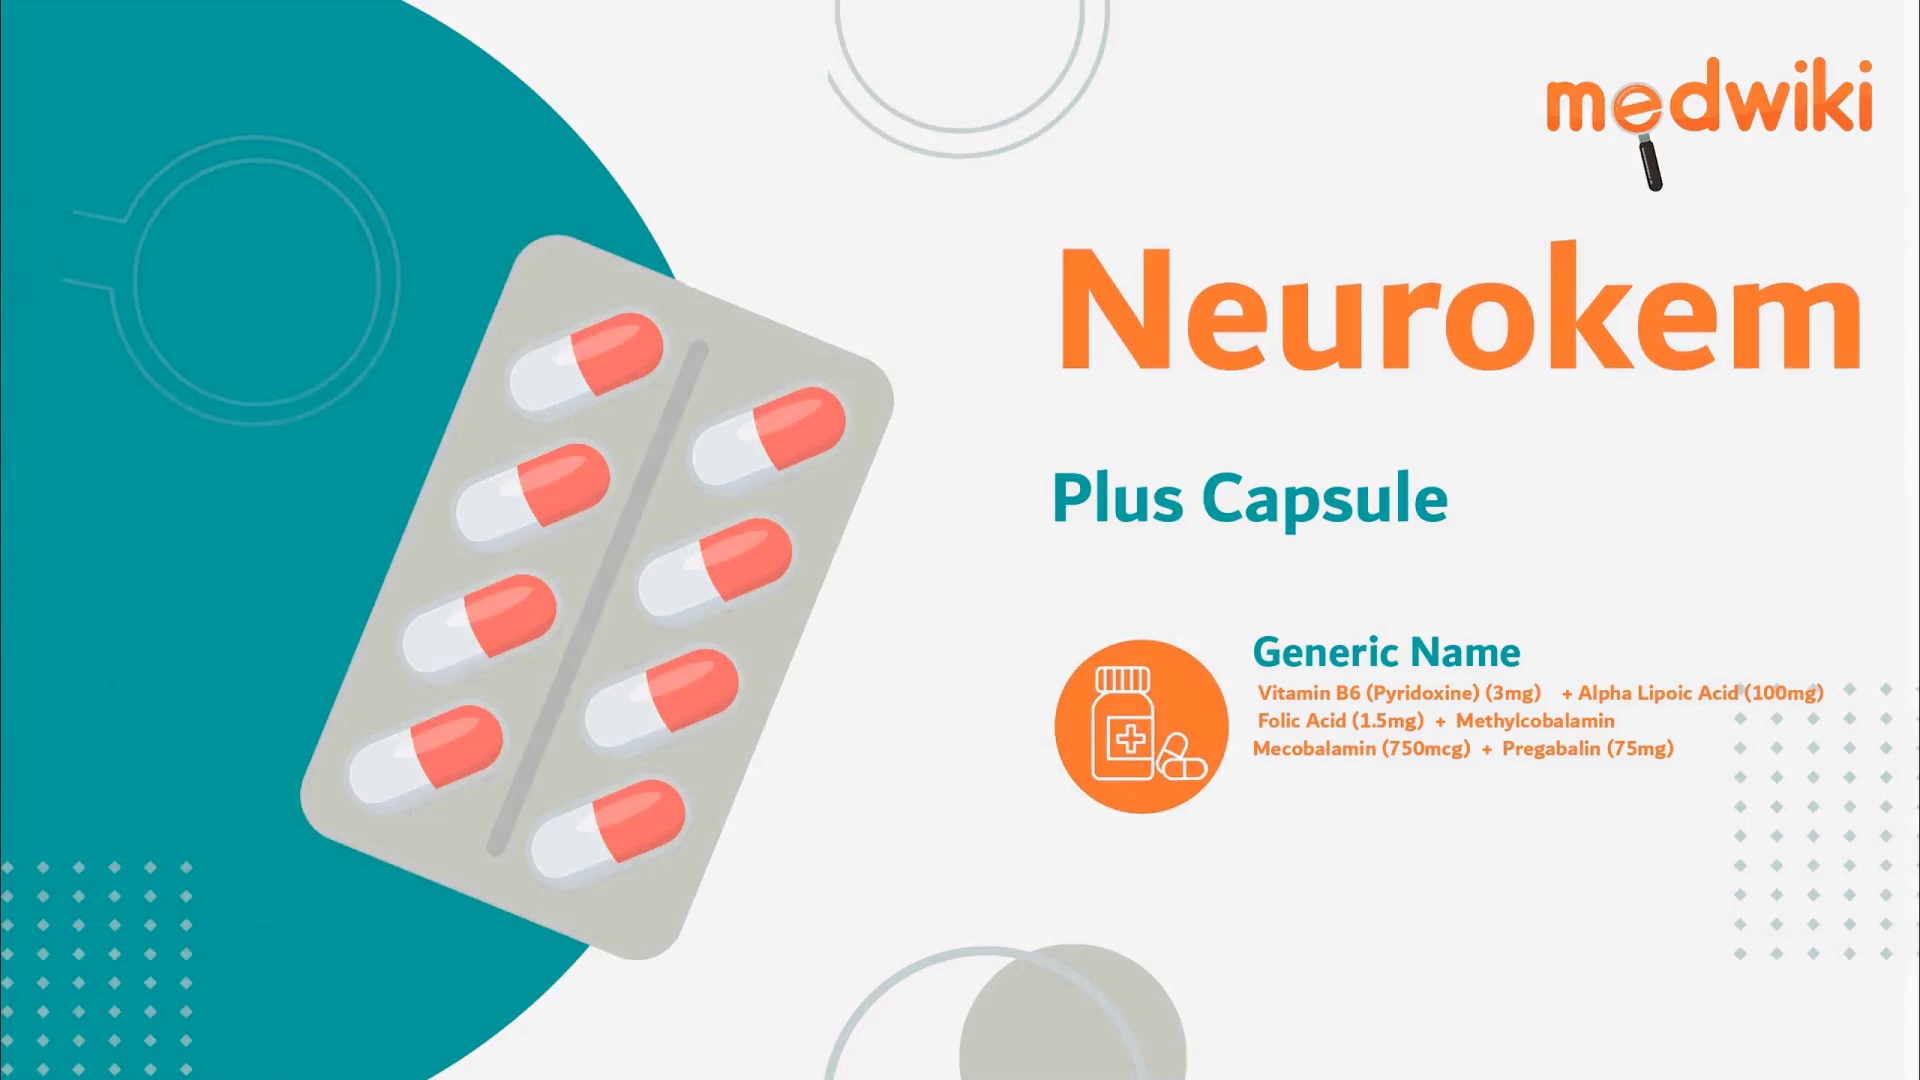 medwiki
Neurokem
Plus Capsule
Generic Name
Vitamin B6 (Pyridoxine) (3mg) + Alpha Lipoic Acid (100mg)
Folic Acid (1.5mg) + Methylcobalamin
Mecobalamin (750mcg) + Pregabalin (75mg)